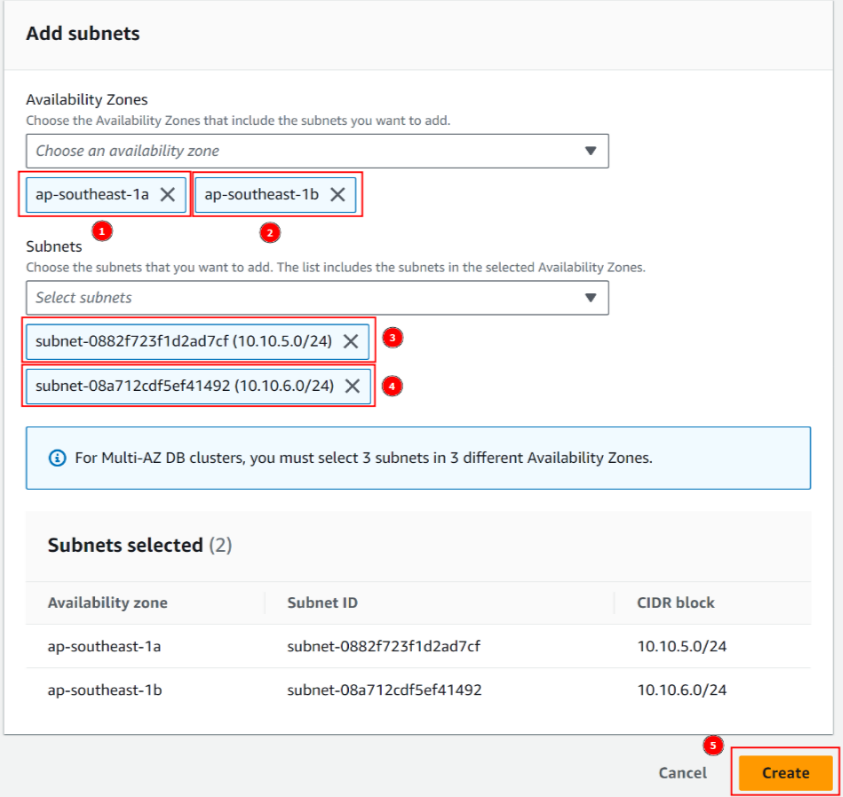 Add subnets
Availability Zones
Choose the Availability Zones that include the subnets you want to add.
Choose an availability zone
ap-southeast-1a ap-southeast-1b
1 2
Subnets
Choose the subnets that you want to add. The list includes the subnets in the selected Availability Zones.
Select subnets
subnet-0882f723f1d2ad7cf (10.10.5.0/24) 3
subnet-08a712cdf5ef41492 (10.10.6.0/24) 4
For Multi-AZ DB clusters, you must select 3 subnets in 3 different Availability Zones.
Subnets selected (2)
Availability zone Subnet ID CIDR block
ap-southeast-1a subnet-0882f723f1d2ad7cf 10.10.5.0/24
ap-southeast-1b subnet-08a712cdf5ef41492 10.10.6.0/24
5
Cancel Create